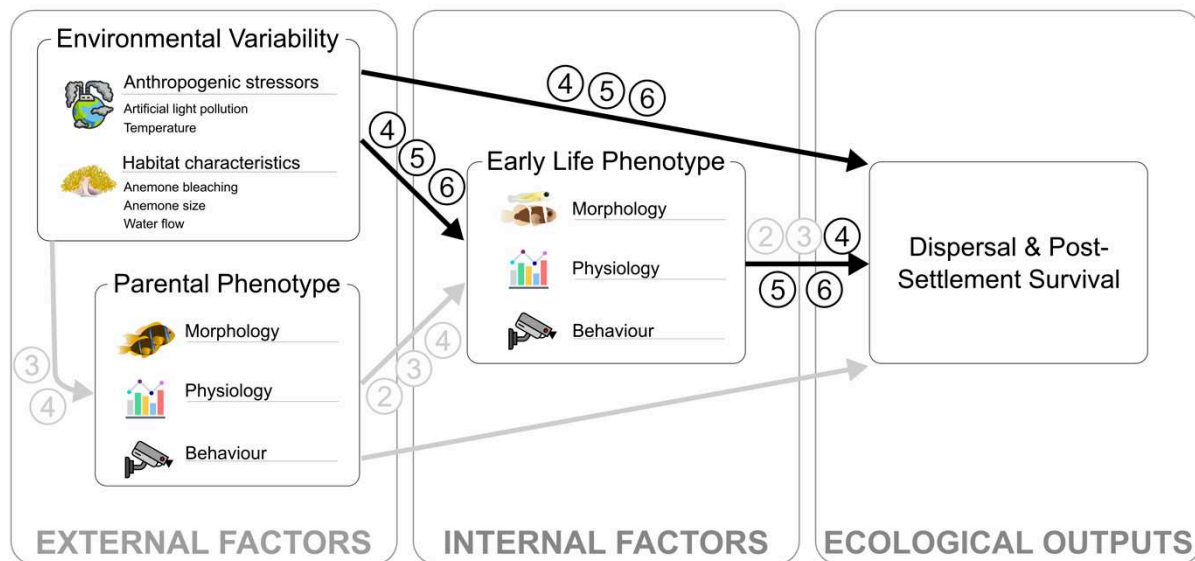 Environmental Variability
Anthropogenic stressors
Artificial light pollution
Temperature
Habitat characteristics
Anemone bleaching
Anemone size
Water flow
3
4
Parental Phenotype
Morphology
Physiology
Behaviour
EXTERNAL FACTORS
4 5 6
4
5
6
2
3
4
Early Life Phenotype
Morphology
Physiology
Behaviour
INTERNAL FACTORS
2 3 4
5 6
Dispersal & Post-
Settlement Survival
ECOLOGICAL OUTPUTS